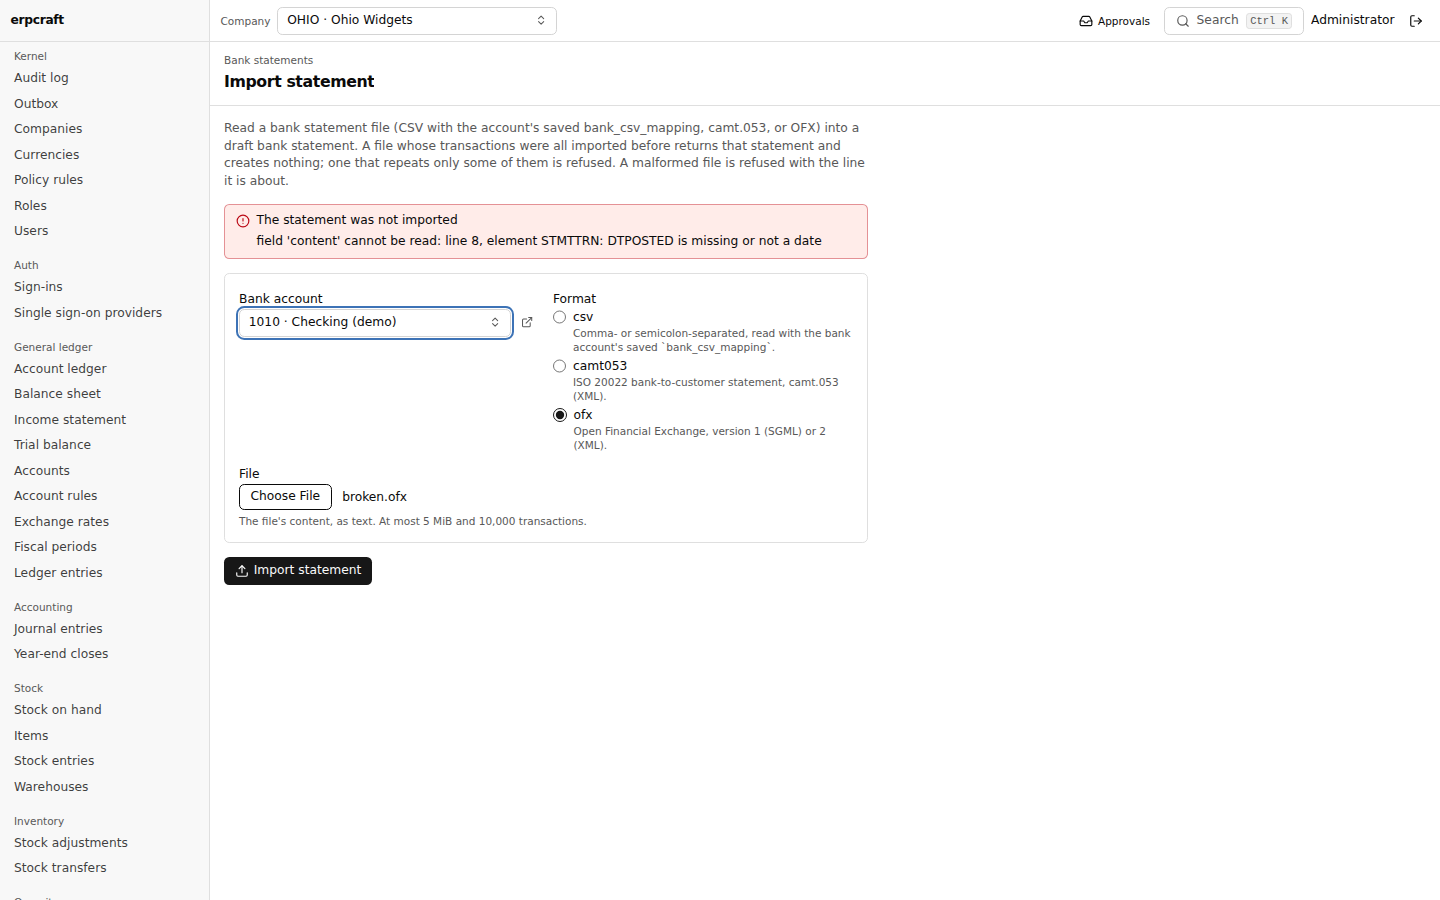 erpcraft
Company
OHIO · Ohio Widgets
Approvals
Search Ctrl K
Administrator
Kernel
Audit log
Outbox
Companies
Currencies
Policy rules
Roles
Users
Auth
Sign-ins
Single sign-on providers
General ledger
Account ledger
Balance sheet
Income statement
Trial balance
Accounts
Account rules
Exchange rates
Fiscal periods
Ledger entries
Accounting
Journal entries
Year-end closes
Stock
Stock on hand
Items
Stock entries
Warehouses
Inventory
Stock adjustments
Stock transfers
Bank statements
Import statement
Read a bank statement file (CSV with the account's saved bank_csv_mapping, camt.053, or OFX) into a
draft bank statement. A file whose transactions were all imported before returns that statement and
creates nothing; one that repeats only some of them is refused. A malformed file is refused with the line
it is about.
The statement was not imported
field 'content' cannot be read: line 8, element STMTTRN: DTPOSTED is missing or not a date
Bank account
1010 · Checking (demo)
Format
csv
Comma- or semicolon-separated, read with the bank
account's saved `bank_csv_mapping`.
camt053
ISO 20022 bank-to-customer statement, camt.053
(XML).
ofx
Open Financial Exchange, version 1 (SGML) or 2
(XML).
File
Choose File broken.ofx
The file's content, as text. At most 5 MiB and 10,000 transactions.
Import statement